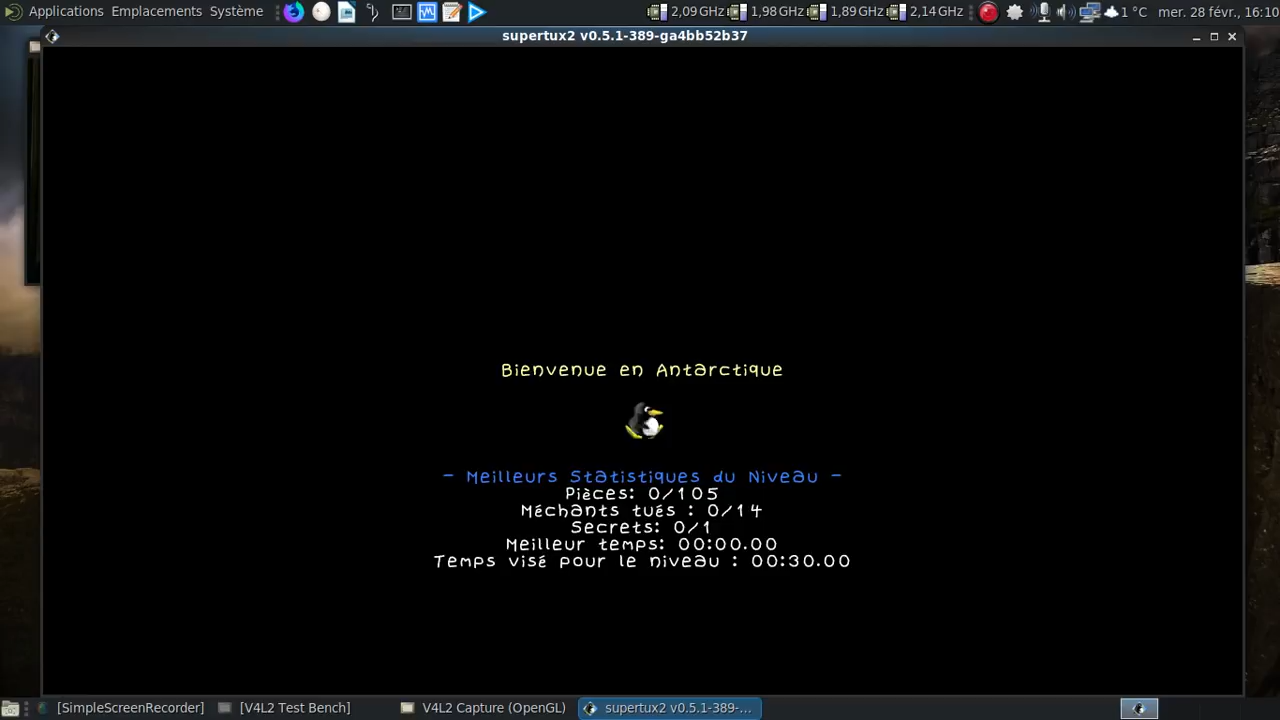 Applications Emplacements Système 2,09 GHz 1,98 GHz 1,89 GHz 2,14 GHz 1 °C mer. 28 févr., 16:10
supertux2 v0.5.1-389-ga4bb52b37
Bienvenue en Antarctique
- Meilleurs Statistiques du Niveau -
Pièces: 0/105
Méchants tués : 0/14
Secrets: 0/1
Meilleur temps: 00:00.00
Temps visé pour le niveau : 00:30.00
[SimpleScreenRecorder] [V4L2 Test Bench] V4L2 Capture (OpenGL) supertux2 v0.5.1-389-...